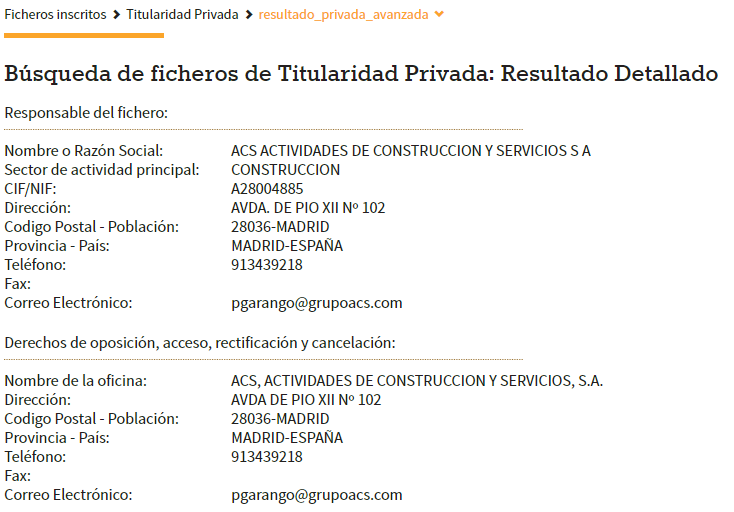 Ficheros inscritos > Titularidad Privada > resultado_privada_avanzada
Búsqueda de ficheros de Titularidad Privada: Resultado Detallado
Responsable del fichero:
Nombre o Razón Social: ACS ACTIVIDADES DE CONSTRUCCION Y SERVICIOS S A
Sector de actividad principal: CONSTRUCCION
CIF/NIF: A28004885
Dirección: AVDA. DE PIO XII Nº 102
Codigo Postal - Población: 28036-MADRID
Provincia - País: MADRID-ESPAÑA
Teléfono: 913439218
Fax:
Correo Electrónico: pgarango@grupoacs.com
Derechos de oposición, acceso, rectificación y cancelación:
Nombre de la oficina: ACS, ACTIVIDADES DE CONSTRUCCION Y SERVICIOS, S.A.
Dirección: AVDA DE PIO XII Nº 102
Codigo Postal - Población: 28036-MADRID
Provincia - País: MADRID-ESPAÑA
Teléfono: 913439218
Fax:
Correo Electrónico: pgarango@grupoacs.com